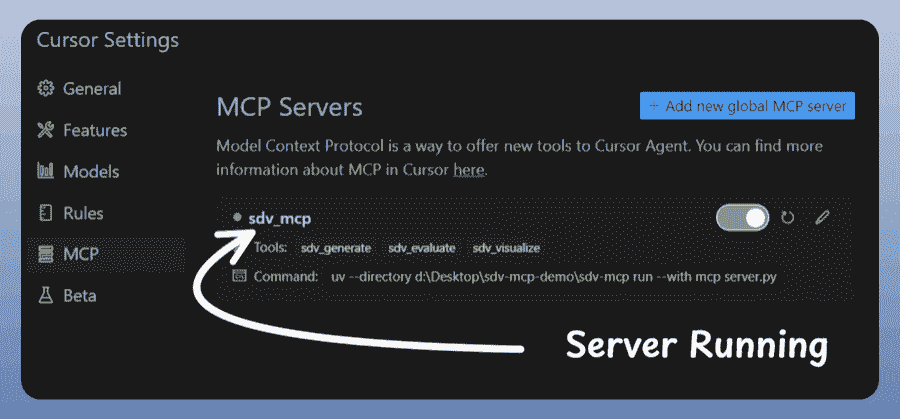 Cursor Settings
General
Features
Models
Rules
MCP
Beta
MCP Servers
+ Add new global MCP server
Model Context Protocol is a way to offer new tools to Cursor Agent. You can find more
information about MCP in Cursor here.
sdv_mcp
Tools: sdv_generate sdv_evaluate sdv_visualize
Command: uv --directory d:\Desktop\sdv-mcp-demo\sdv-mcp run --with mcp server.py
Server Running